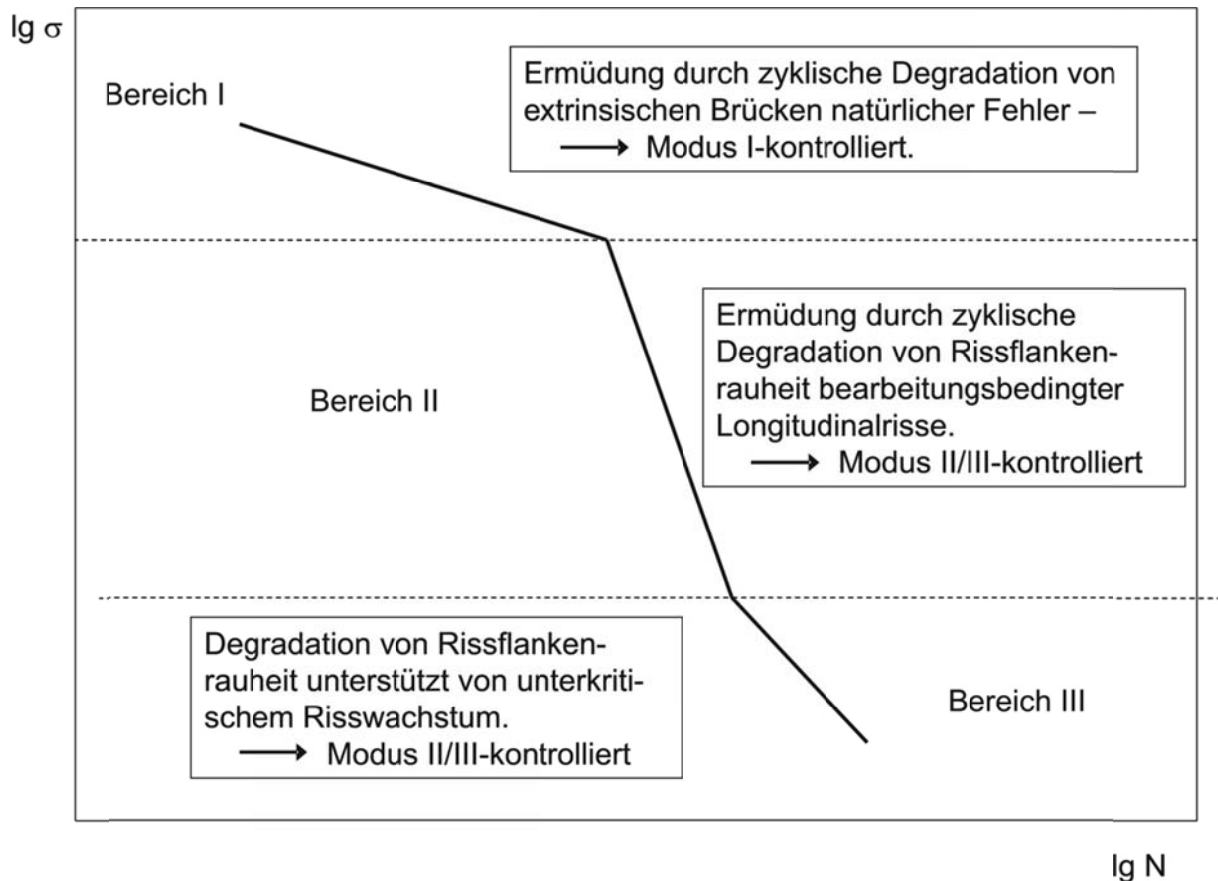 lg σ
Bereich I
Ermüdung durch zyklische Degradation von
extrinsischen Brücken natürlicher Fehler –
⟶ Modus I-kontrolliert.
Bereich II
Ermüdung durch zyklische
Degradation von Rissflanken-
rauheit bearbeitungsbedingter
Longitudinalrisse.
⟶ Modus II/III-kontrolliert
Degradation von Rissflanken-
rauheit unterstützt von unterkriti-
schem Risswachstum.
⟶ Modus II/III-kontrolliert
Bereich III
lg N